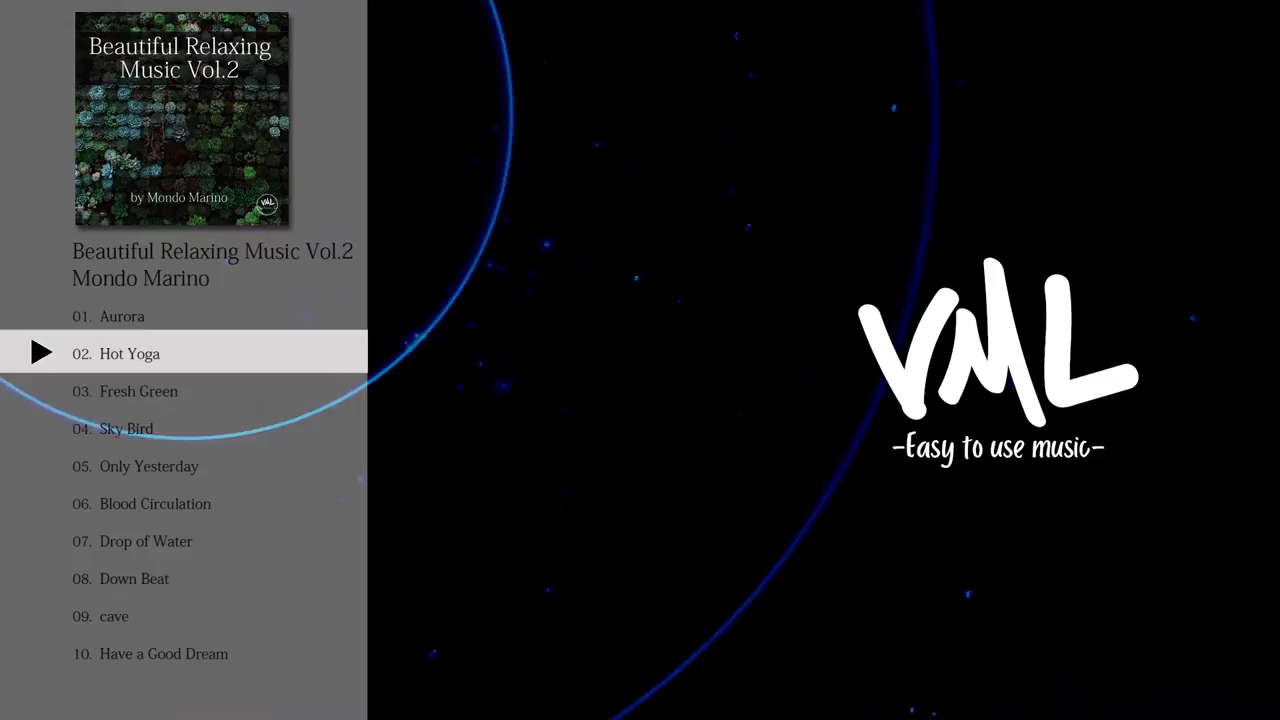 Beautiful Relaxing
Music Vol.2
by Mondo Marino
VML
Beautiful Relaxing Music Vol.2
Mondo Marino
01. Aurora
02. Hot Yoga
03. Fresh Green
04. Sky Bird
05. Only Yesterday
06. Blood Circulation
07. Drop of Water
08. Down Beat
09. cave
10. Have a Good Dream
VML
-Easy to use music-